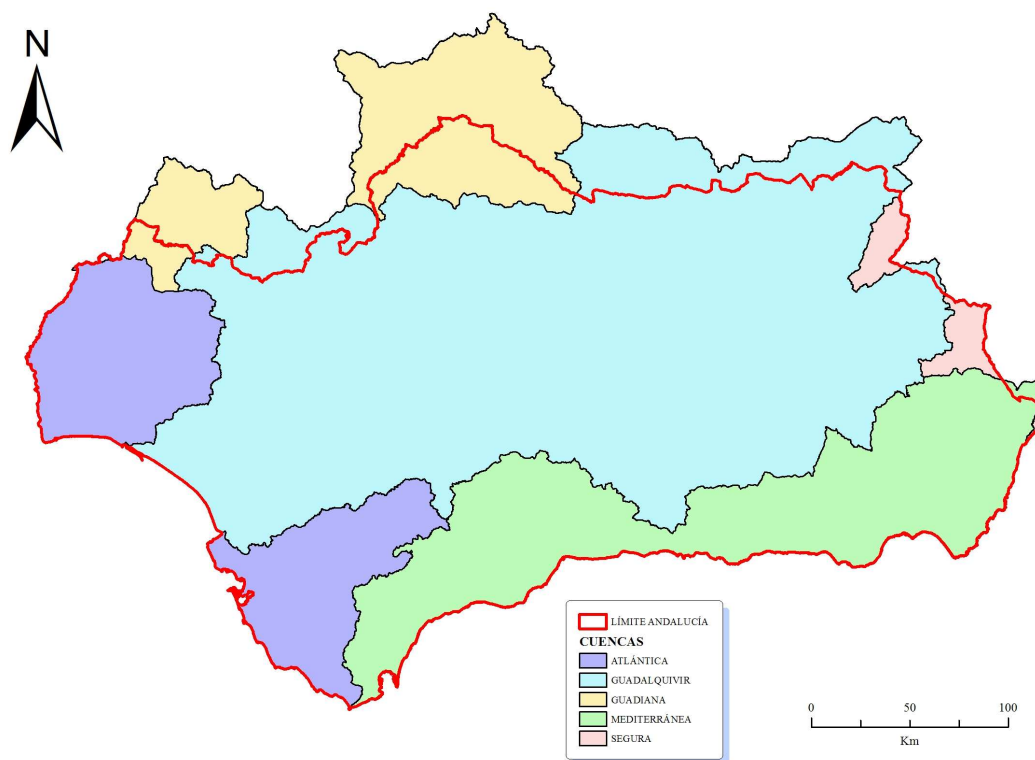 N
LÍMITE ANDALUCÍA
CUENCAS
ATLÁNTICA
GUADALQUIVIR
GUADIANA
MEDITERRÁNEA
SEGURA
0 50 100
Km